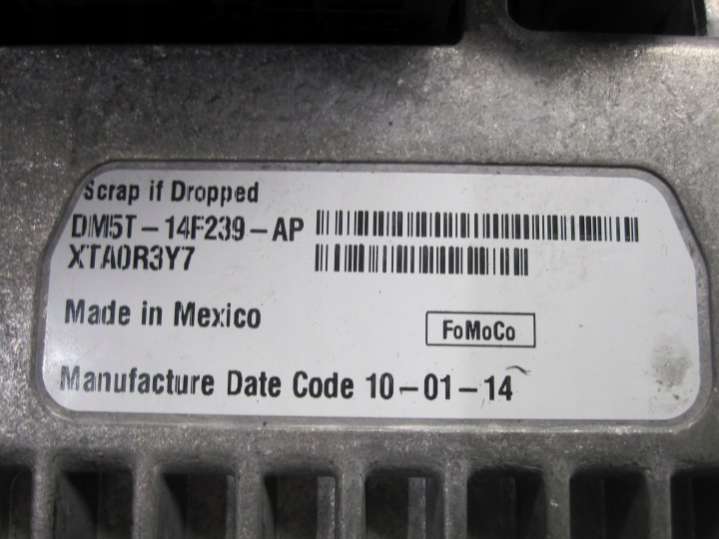 Scrap if Dropped
DM5T-14F239-AP
XTA0R3Y7
Made in Mexico
FoMoCo
Manufacture Date Code 10-01-14